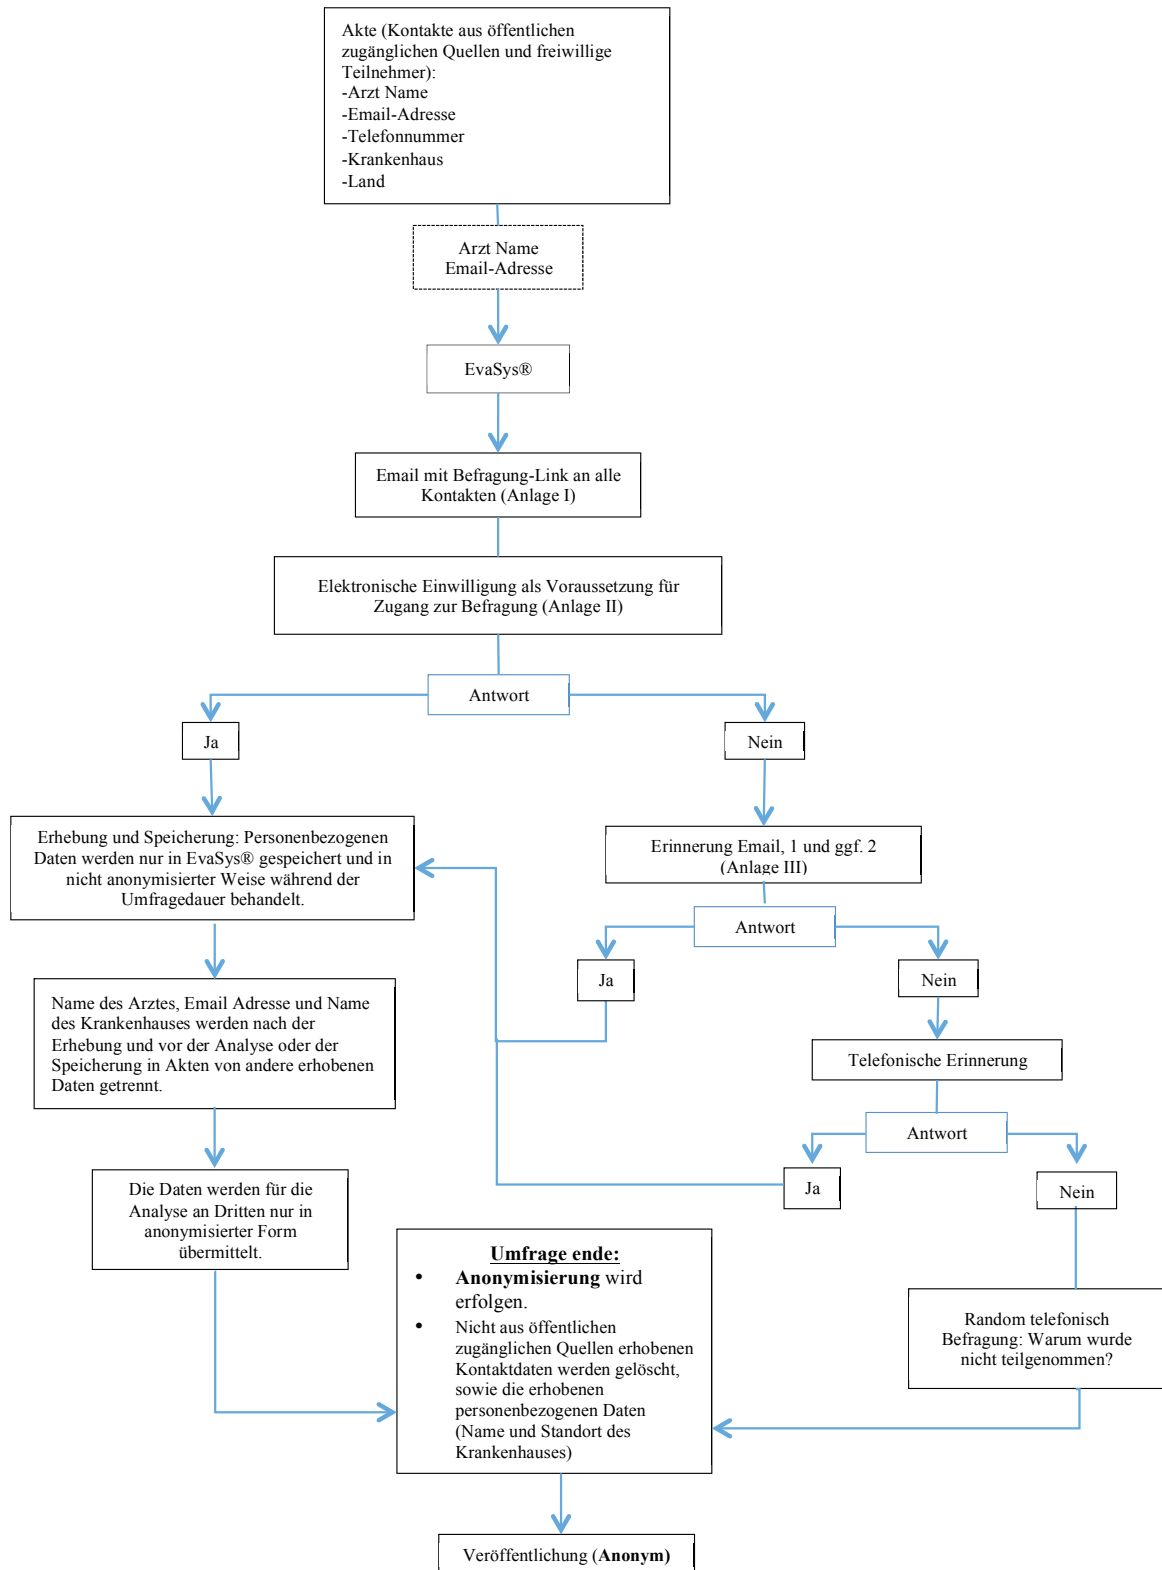 Akte (Kontakte aus öffentlichen
zugänglichen Quellen und freiwillige
Teilnehmer):
-Arzt Name
-Email-Adresse
-Telefonnummer
-Krankenhaus
-Land
Arzt Name
Email-Adresse
EvaSys®
Email mit Befragung-Link an alle
Kontakten (Anlage I)
Elektronische Einwilligung als Voraussetzung für
Zugang zur Befragung (Anlage II)
Antwort
Ja
Nein
Erhebung und Speicherung: Personenbezogenen
Daten werden nur in EvaSys® gespeichert und in
nicht anonymisierter Weise während der
Umfragedauer behandelt.
Erinnerung Email, 1 und ggf. 2
(Anlage III)
Antwort
Ja
Nein
Name des Arztes, Email Adresse und Name
des Krankenhauses werden nach der
Erhebung und vor der Analyse oder der
Speicherung in Akten von andere erhobenen
Daten getrennt.
Telefonische Erinnerung
Antwort
Ja
Nein
Die Daten werden für die
Analyse an Dritten nur in
anonymisierter Form
übermittelt.
Umfrage ende:
• Anonymisierung wird
erfolgen.
• Nicht aus öffentlichen
zugänglichen Quellen erhobenen
Kontaktdaten werden gelöscht,
sowie die erhobenen
personenbezogenen Daten
(Name und Standort des
Krankenhauses)
Random telefonisch
Befragung: Warum wurde
nicht teilgenommen?
Veröffentlichung (Anonym)